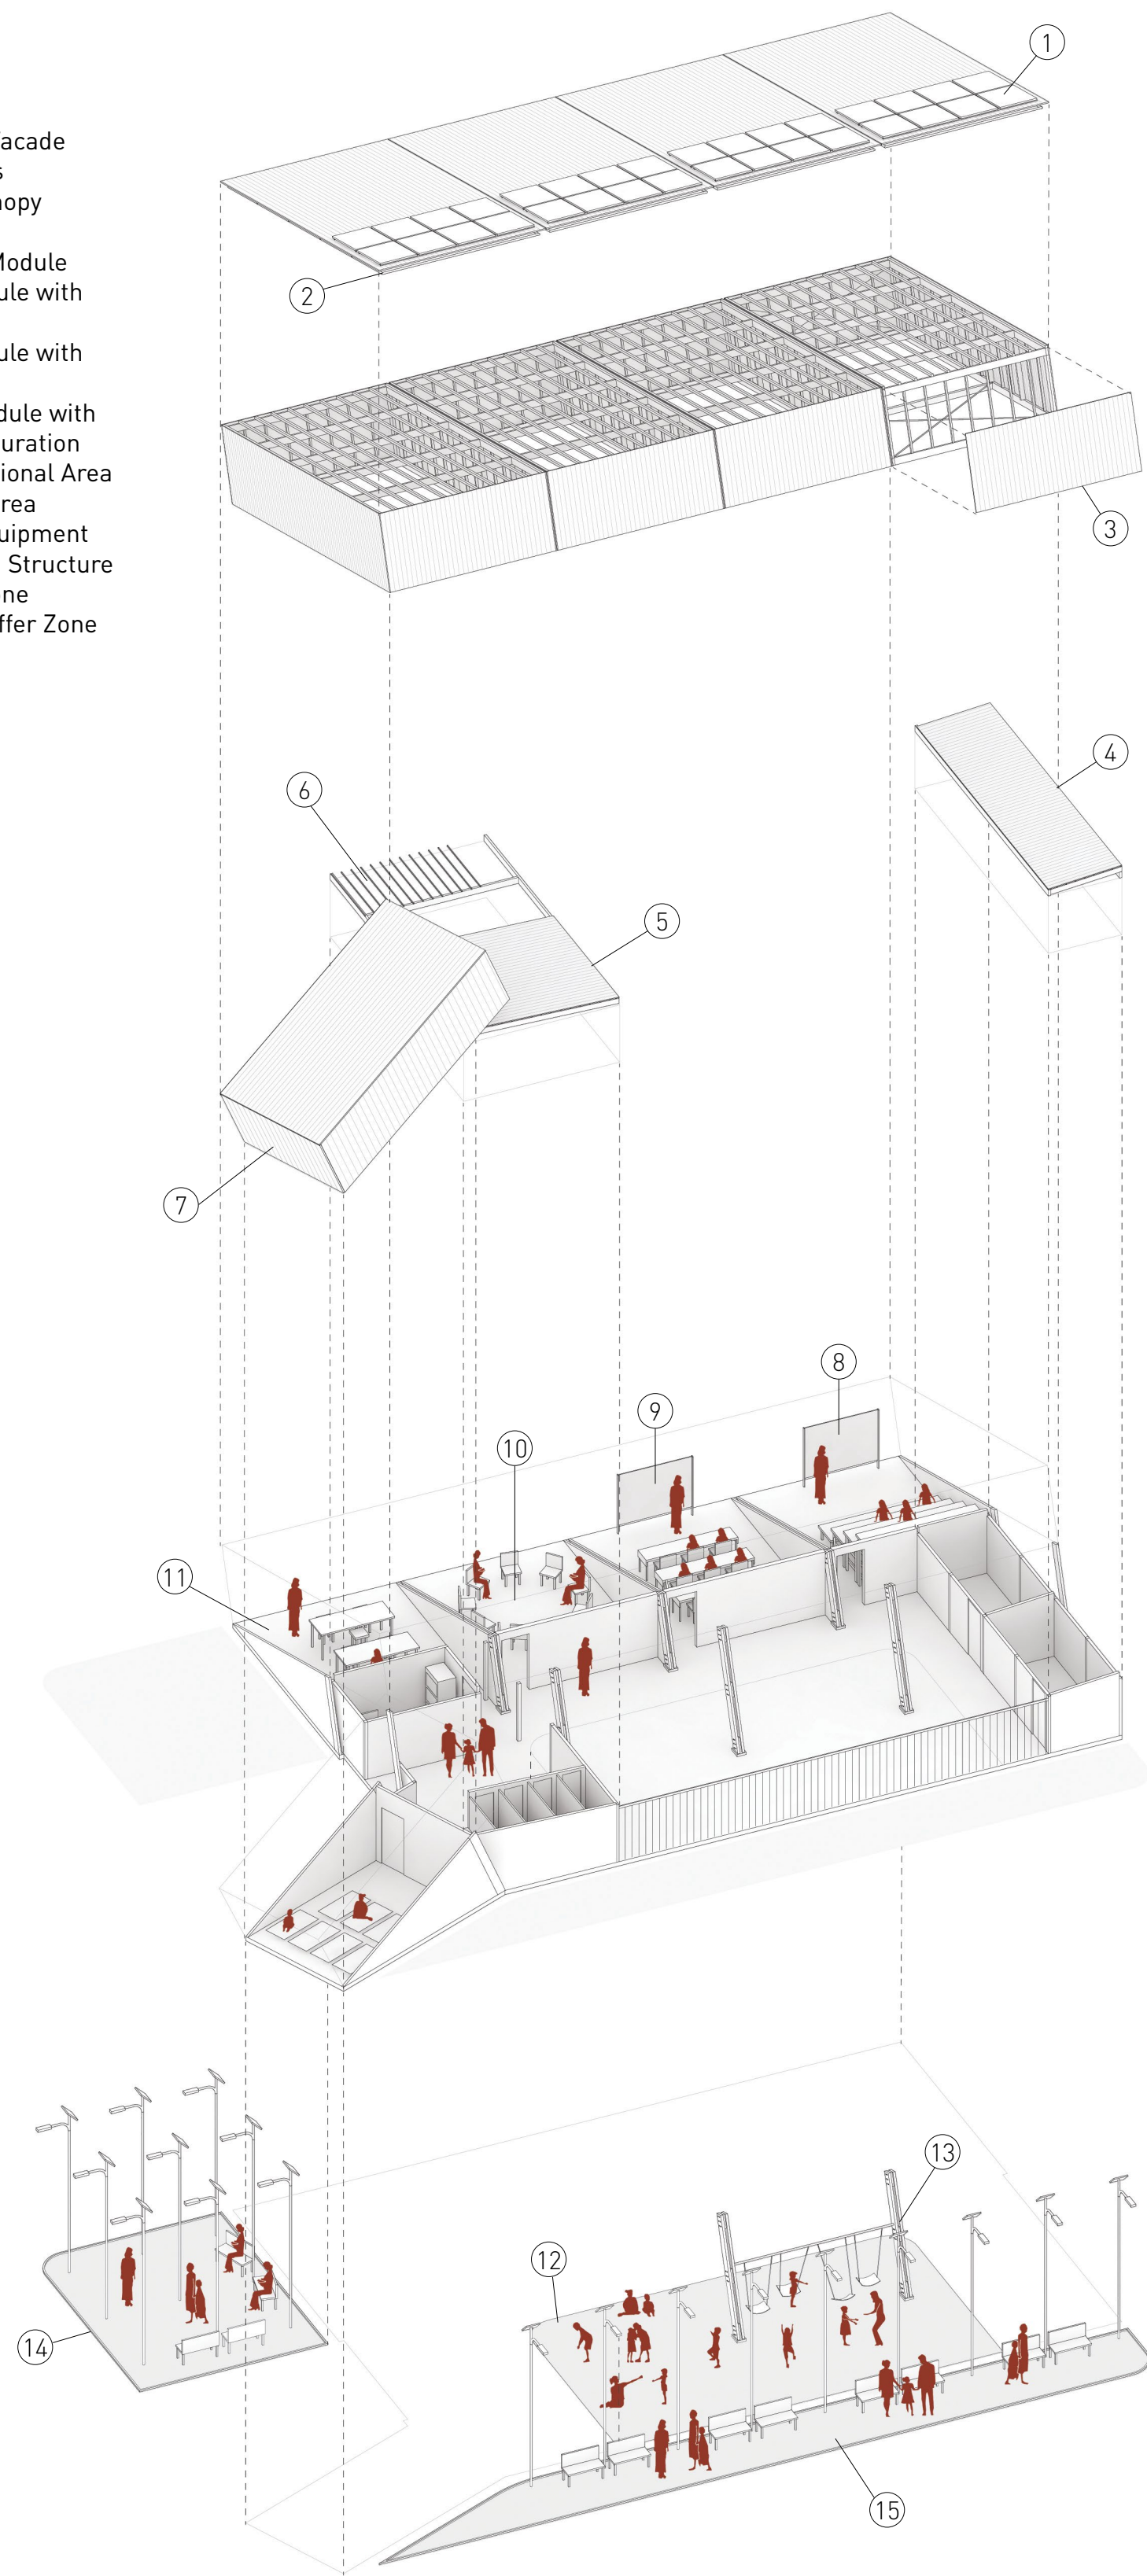 acade
s
nopy
Module
ule with
ule with
dule with
uration
ional Area
rea
uipment
Structure
ne
ffer Zone
1
2
3
4
6
5
7
8
9
10
11
13
12
14
15